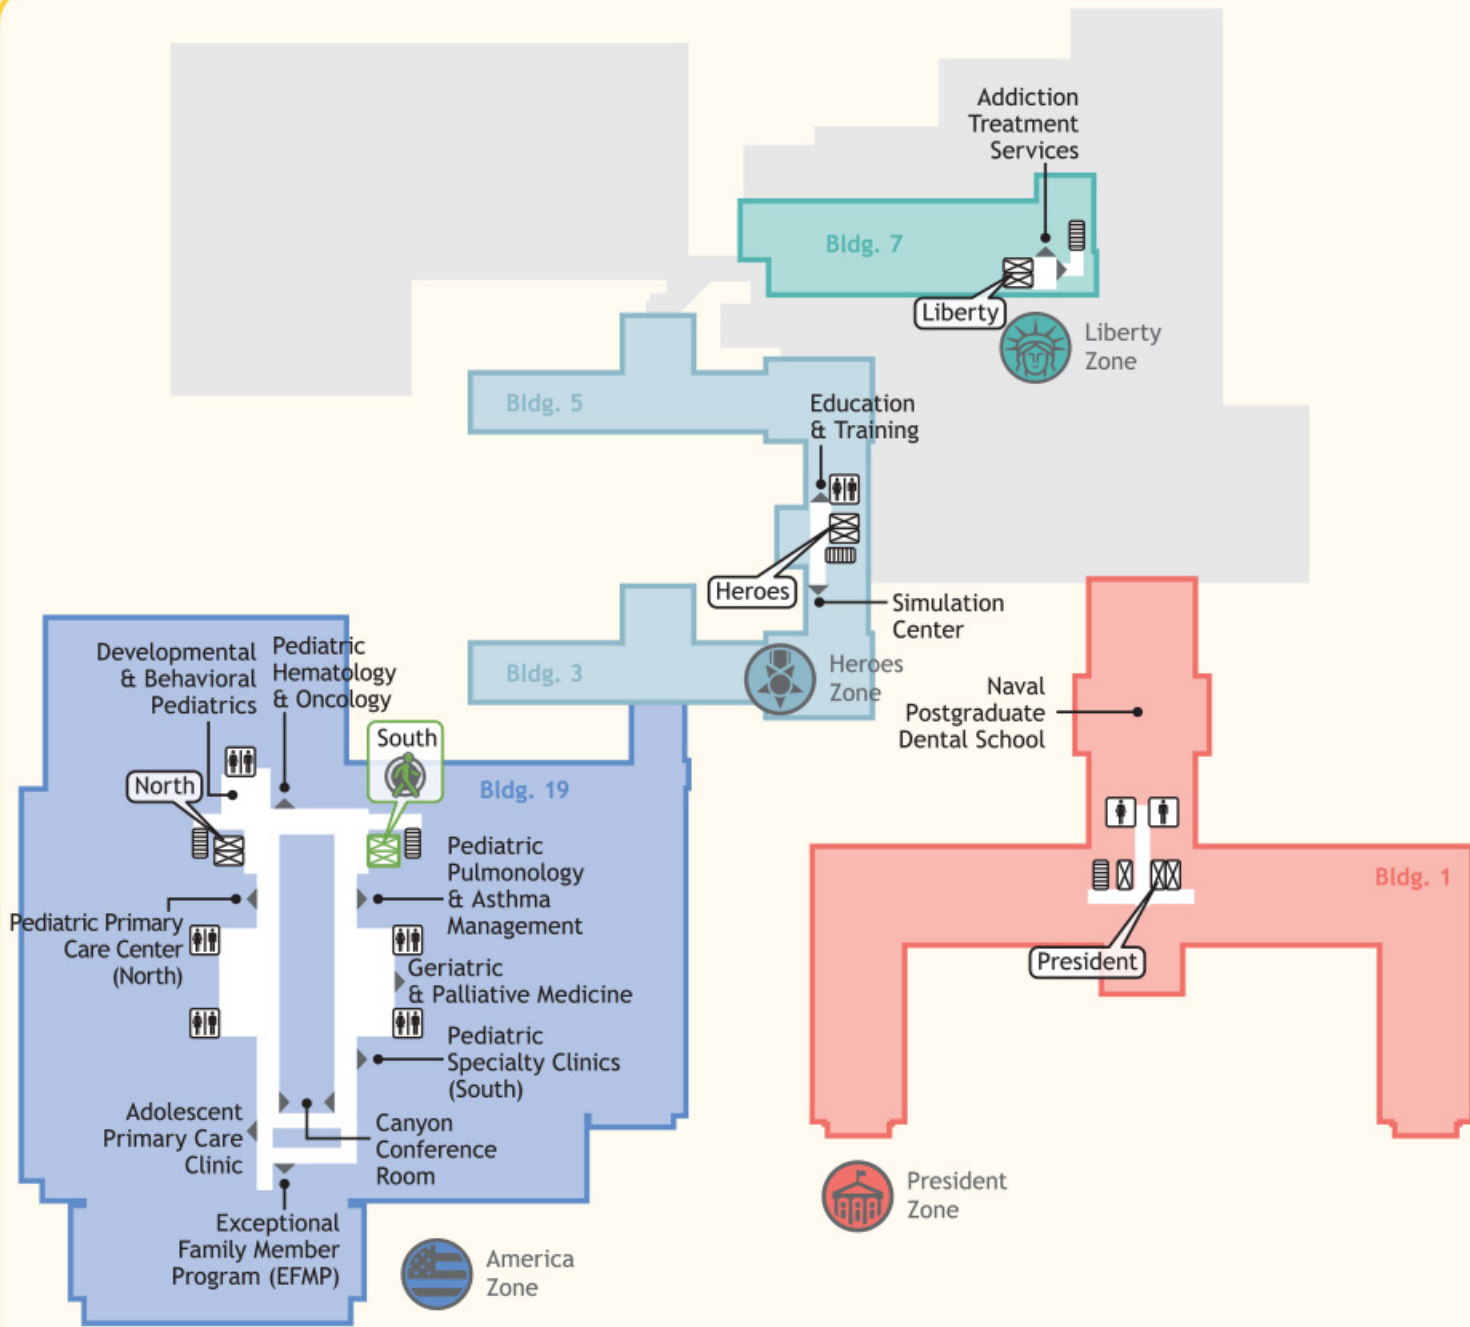 Addiction
Treatment
Services
Bldg. 7
Liberty
Liberty
Zone
Bldg. 5
Education
& Training
Heroes
Simulation
Center
Bldg. 3
Heroes
Zone
Developmental
& Behavioral
Pediatrics
Pediatric
Hematology
& Oncology
South
North
Bldg. 19
Naval
Postgraduate
Dental School
Pediatric
Pulmonology
& Asthma
Management
Bldg. 1
Pediatric Primary
Care Center
(North)
President
Geriatric
& Palliative Medicine
Pediatric
Specialty Clinics
(South)
Adolescent
Primary Care
Clinic
Canyon
Conference
Room
President
Zone
Exceptional
Family Member
Program (EFMP)
America
Zone